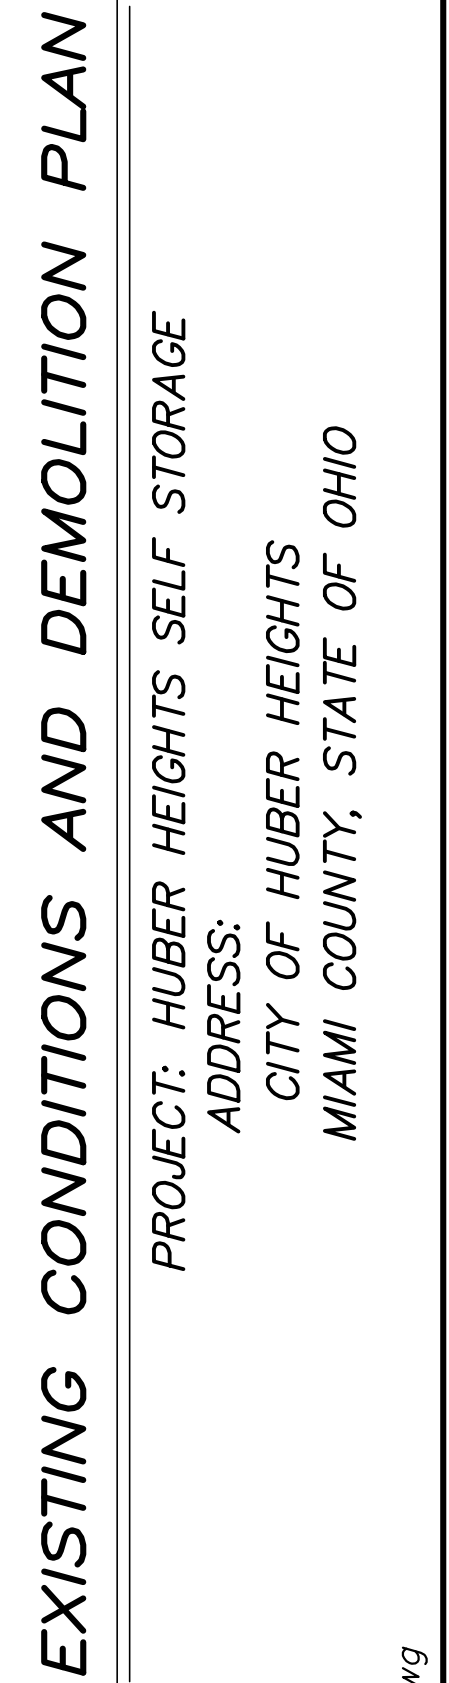 EXISTING CONDITIONS AND DEMOLITION PLAN
PROJECT: HUBER HEIGHTS SELF STORAGE
ADDRESS:
CITY OF HUBER HEIGHTS
MIAMI COUNTY, STATE OF OHIO